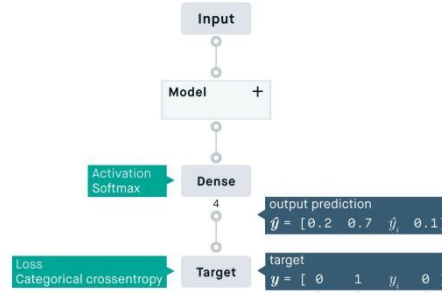 Input
Model +
Activation
Softmax
Dense
4
output prediction
ŷ = [0.2 0.7 ŷᵢ 0.1]
Loss
Categorical crossentropy
Target
target
y = [ 0 1 yᵢ 0